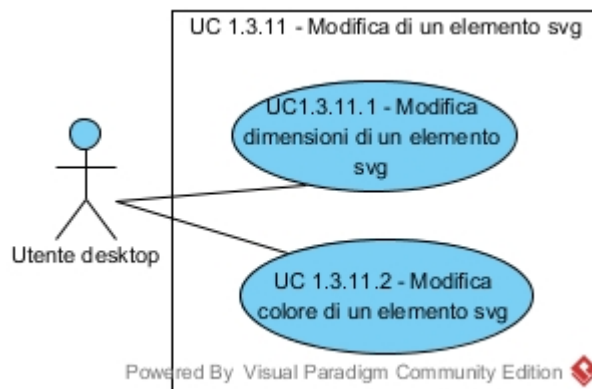 UC 1.3.11 - Modifica di un elemento svg
UC1.3.11.1 - Modifica
dimensioni di un elemento
svg
Utente desktop
UC 1.3.11.2 - Modifica
colore di un elemento svg
Powered By Visual Paradigm Community Edition